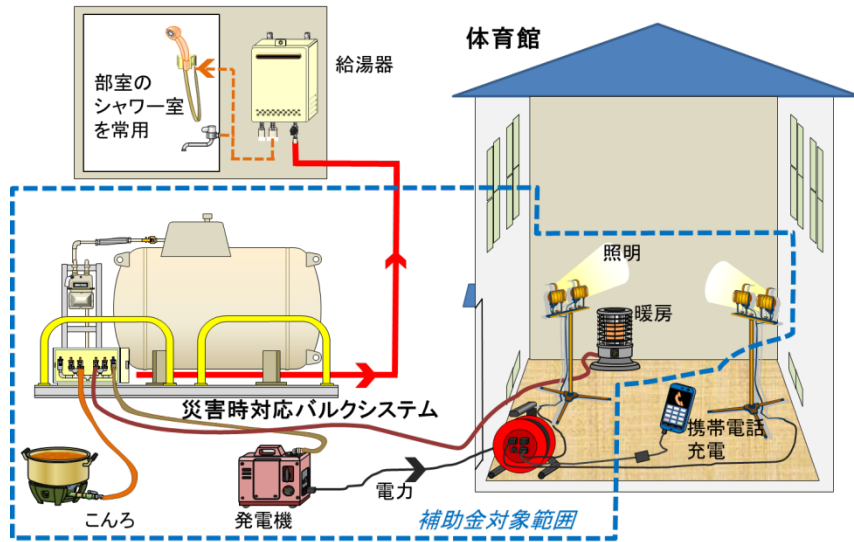 体育館
給湯器
部室の
シャワー室
を常用
照明
暖房
災害時対応バルクシステム
携帯電話
充電
電力
こんろ
発電機
補助金対象範囲